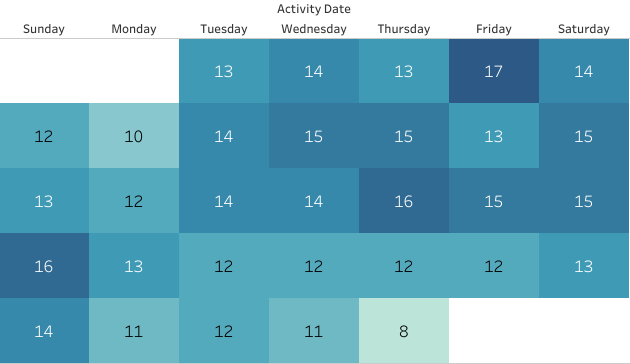 Activity Date
Sunday Monday Tuesday Wednesday Thursday Friday Saturday
13 14 13 17 14
12 10 14 15 15 13 15
13 12 14 14 16 15 15
16 13 12 12 12 12 13
14 11 12 11 8